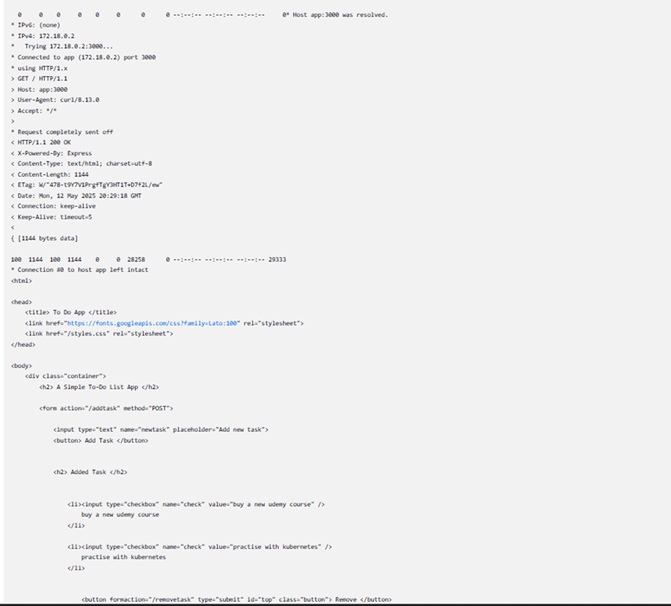 0 0 0 0 0 0 0 0 --:--:-- --:--:-- --:--:-- 0* Host app:3000 was resolved.
* IPv6: (none)
* IPv4: 172.18.0.2
* Trying 172.18.0.2:3000...
* Connected to app (172.18.0.2) port 3000
* using HTTP/1.x
> GET / HTTP/1.1
> Host: app:3000
> User-Agent: curl/8.13.0
> Accept: */*
>
* Request completely sent off
< HTTP/1.1 200 OK
< X-Powered-By: Express
< Content-Type: text/html; charset=utf-8
< Content-Length: 1144
< ETag: W/"478-t9Y7V1PrgfTgY3HT1T+D7f2L/ew"
< Date: Mon, 12 May 2025 20:29:18 GMT
< Connection: keep-alive
< Keep-Alive: timeout=5
<
{ [1144 bytes data]
100 1144 100 1144 0 0 28258 0 --:--:-- --:--:-- --:--:-- 29333
* Connection #0 to host app left intact
<html>
<head>
<title> To Do App </title>
<link href="https://fonts.googleapis.com/css?family=Lato:100" rel="stylesheet">
<link href="/styles.css" rel="stylesheet">
</head>
<body>
<div class="container">
<h2> A Simple To-Do List App </h2>
<form action="/addtask" method="POST">
<input type="text" name="newtask" placeholder="Add new task">
<button> Add Task </button>
<h2> Added Task </h2>
<li><input type="checkbox" name="check" value="buy a new udemy course" />
buy a new udemy course
</li>
<li><input type="checkbox" name="check" value="practise with kubernetes" />
practise with kubernetes
</li>
<button formaction="/removetask" type="submit" id="top" class="button"> Remove </button>